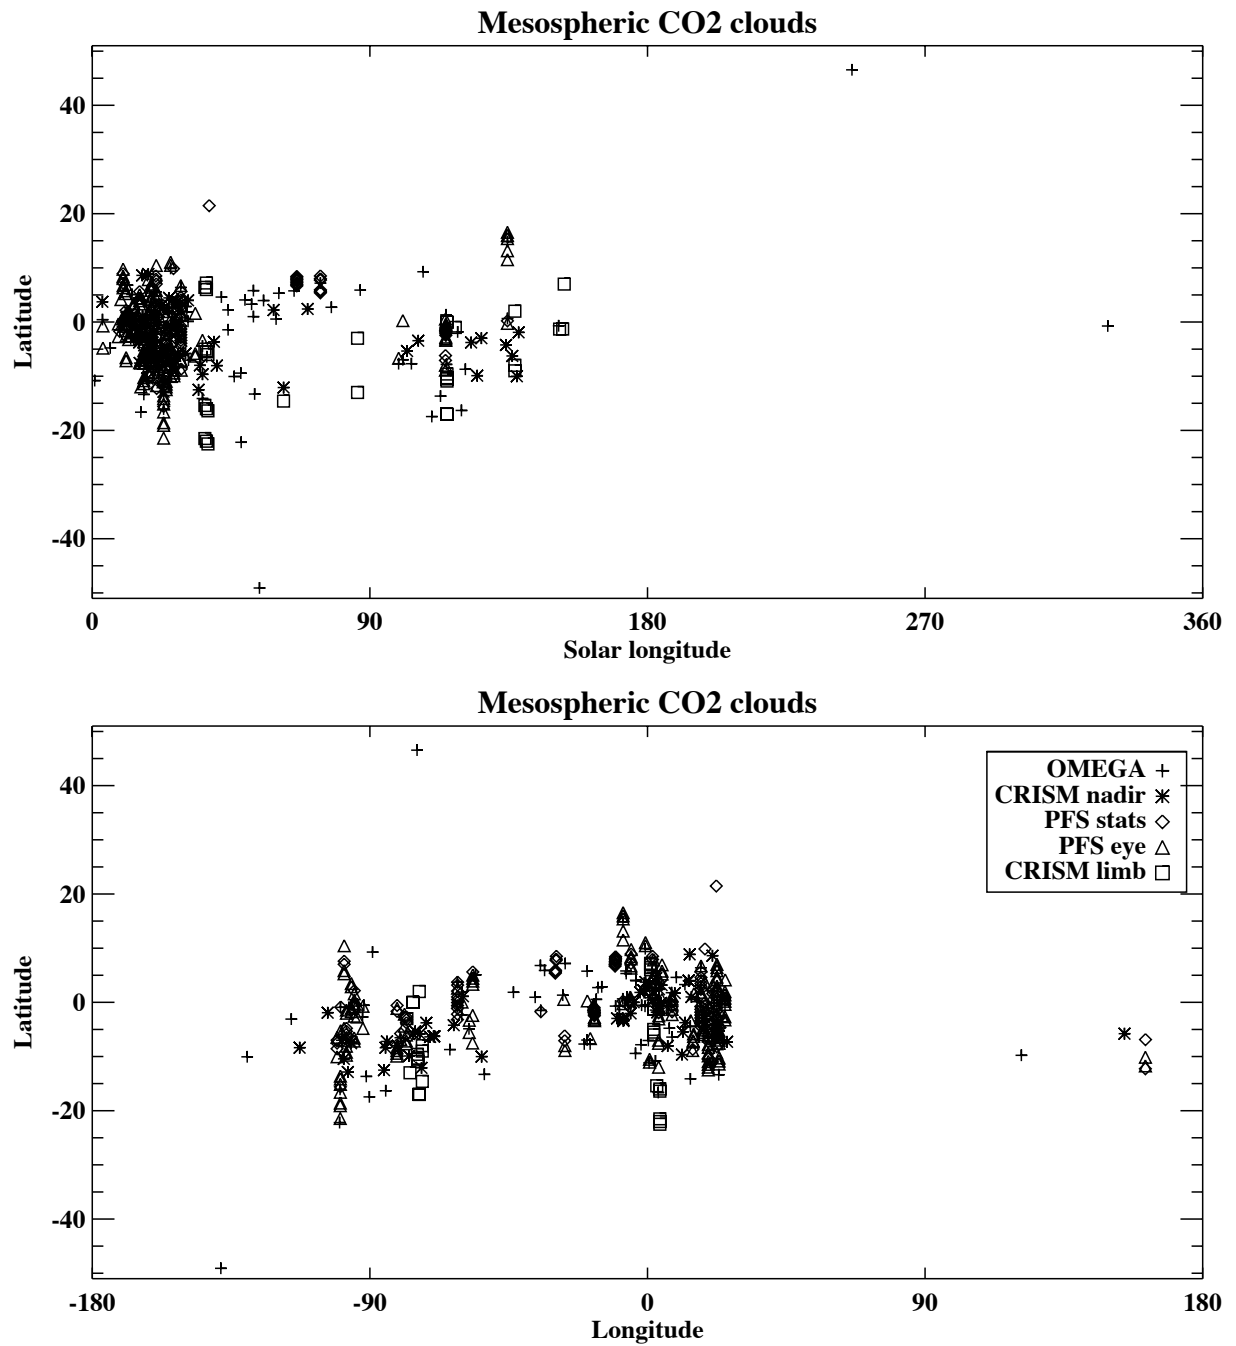 Mesospheric CO2 clouds
40
20
0
-20
-40
Latitude
0 90 180 270 360
Solar longitude
Mesospheric CO2 clouds
OMEGA
CRISM nadir
PFS stats
PFS eye
CRISM limb
40
20
0
-20
-40
Latitude
-180 -90 0 90 180
Longitude